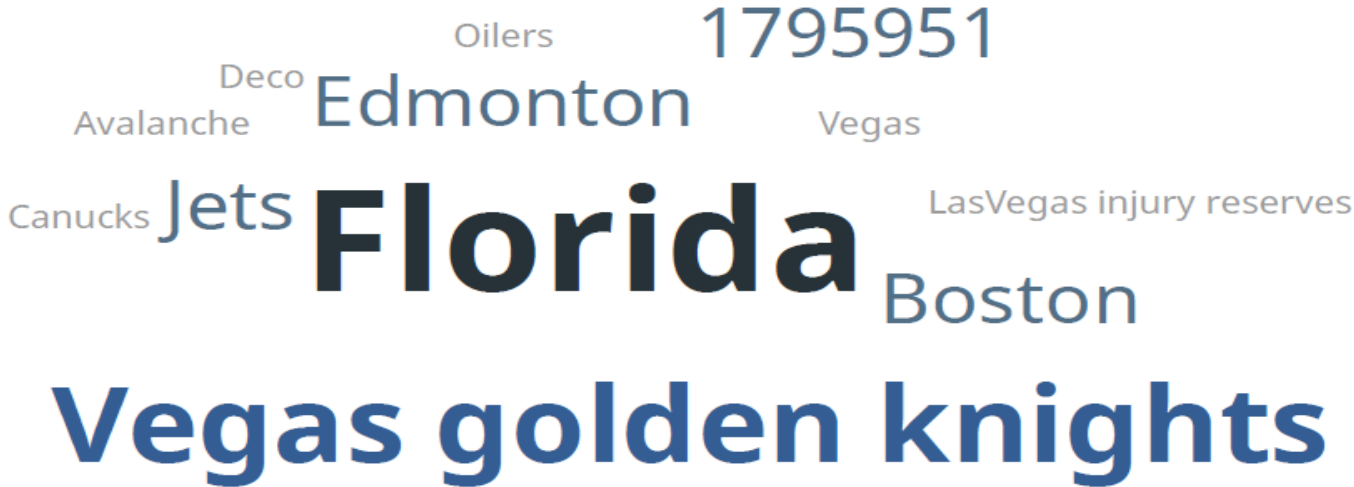 Oilers
1795951
Deco
Edmonton
Avalanche
Vegas
Canucks
Jets
Florida
LasVegas injury reserves
Boston
Vegas golden knights